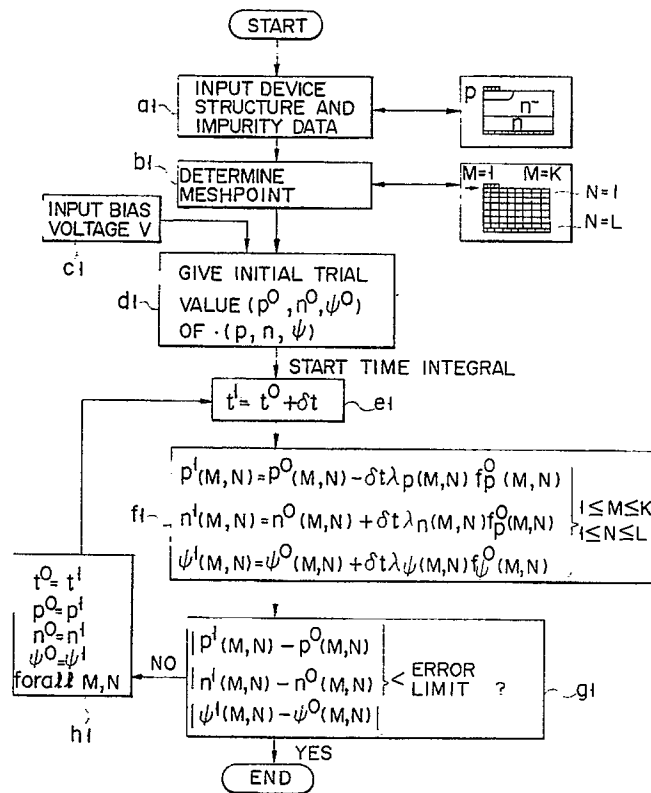 START
INPUT DEVICE
STRUCTURE AND
IMPURITY DATA
a1
p
n⁻
n
b1
DETERMINE
MESHPOINT
M=1 M=K
N=1
N=L
INPUT BIAS
VOLTAGE V
c1
GIVE INITIAL TRIAL
VALUE (p⁰, n⁰, ψ⁰)
OF · (p, n, ψ)
d1
START TIME INTEGRAL
t¹ = t⁰ + δt
e1
p¹(M,N) = p⁰(M,N) − δtλp(M,N) fp⁰(M,N)
n¹(M,N) = n⁰(M,N) + δtλn(M,N) fp⁰(M,N)
ψ¹(M,N) = ψ⁰(M,N) + δtλψ(M,N) fψ⁰(M,N)
1≤M≤K
1≤N≤L
f1
t⁰ = t¹
p⁰ = p¹
n⁰ = n¹
ψ⁰ = ψ¹
for all M,N
h1
NO
|p¹(M,N) − p⁰(M,N)|
|n¹(M,N) − n⁰(M,N)|
|ψ¹(M,N) − ψ⁰(M,N)|
< ERROR
LIMIT ?
g1
YES
END